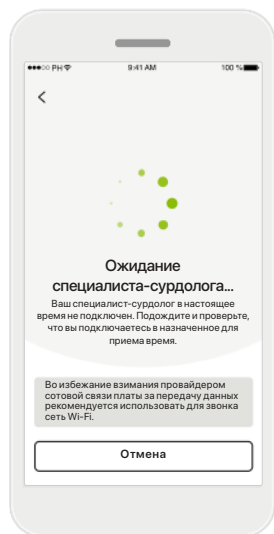 PH 9:41 AM 100 %
Ожидание
специалиста-сурдолога...
Ваш специалист-сурдолог в настоящее
время не подключен. Подождите и проверьте,
что вы подключаетесь в назначенное для
приема время.
Во избежание взимания провайдером
сотовой связи платы за передачу данных
рекомендуется использовать для звонка
сеть Wi-Fi.
Отмена